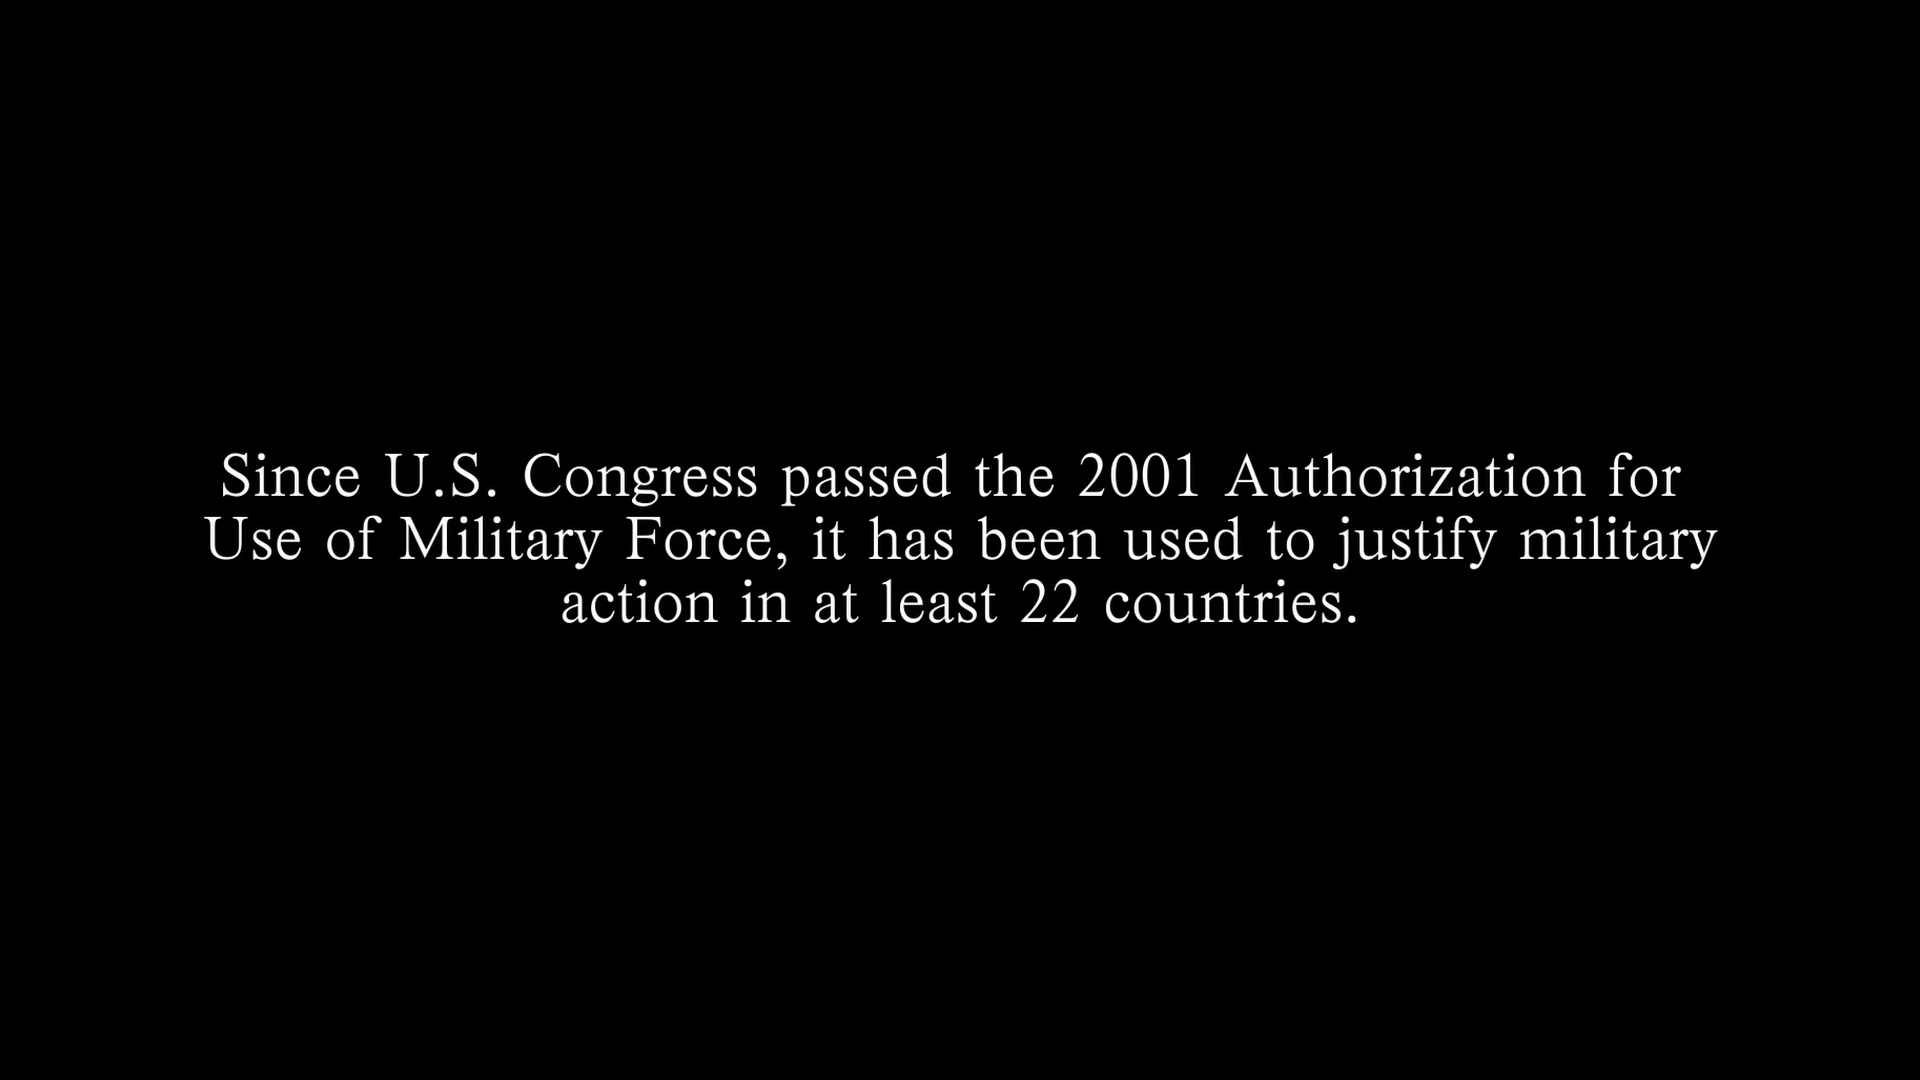 Since U.S. Congress passed the 2001 Authorization for
Use of Military Force, it has been used to justify military
action in at least 22 countries.